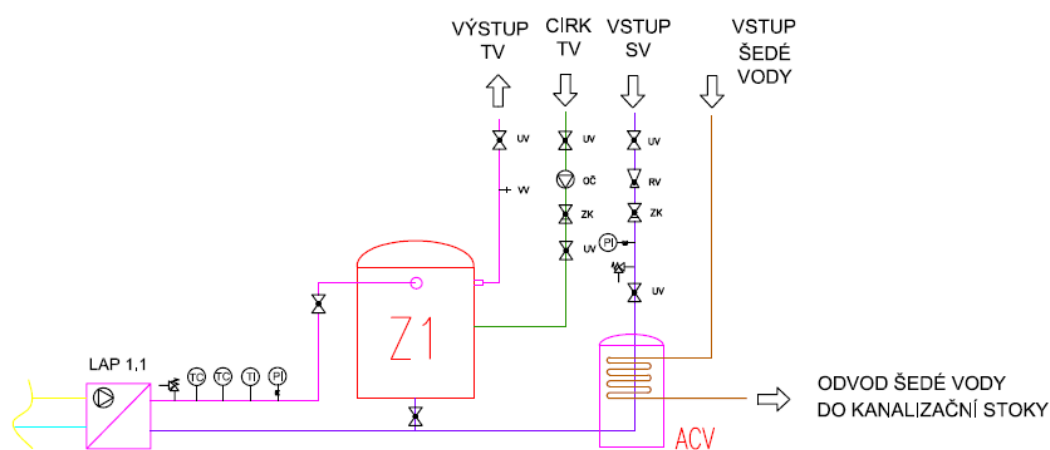 VÝSTUP
TV
CIRK
TV
VSTUP
SV
VSTUP
ŠEDÉ
VODY
UV
UV
UV
VV
OČ
RV
ZK
ZK
UV
PI
UV
Z1
LAP 1,1
TC
TC
TI
PI
ACV
ODVOD ŠEDÉ VODY
DO KANALIZAČNÍ STOKY